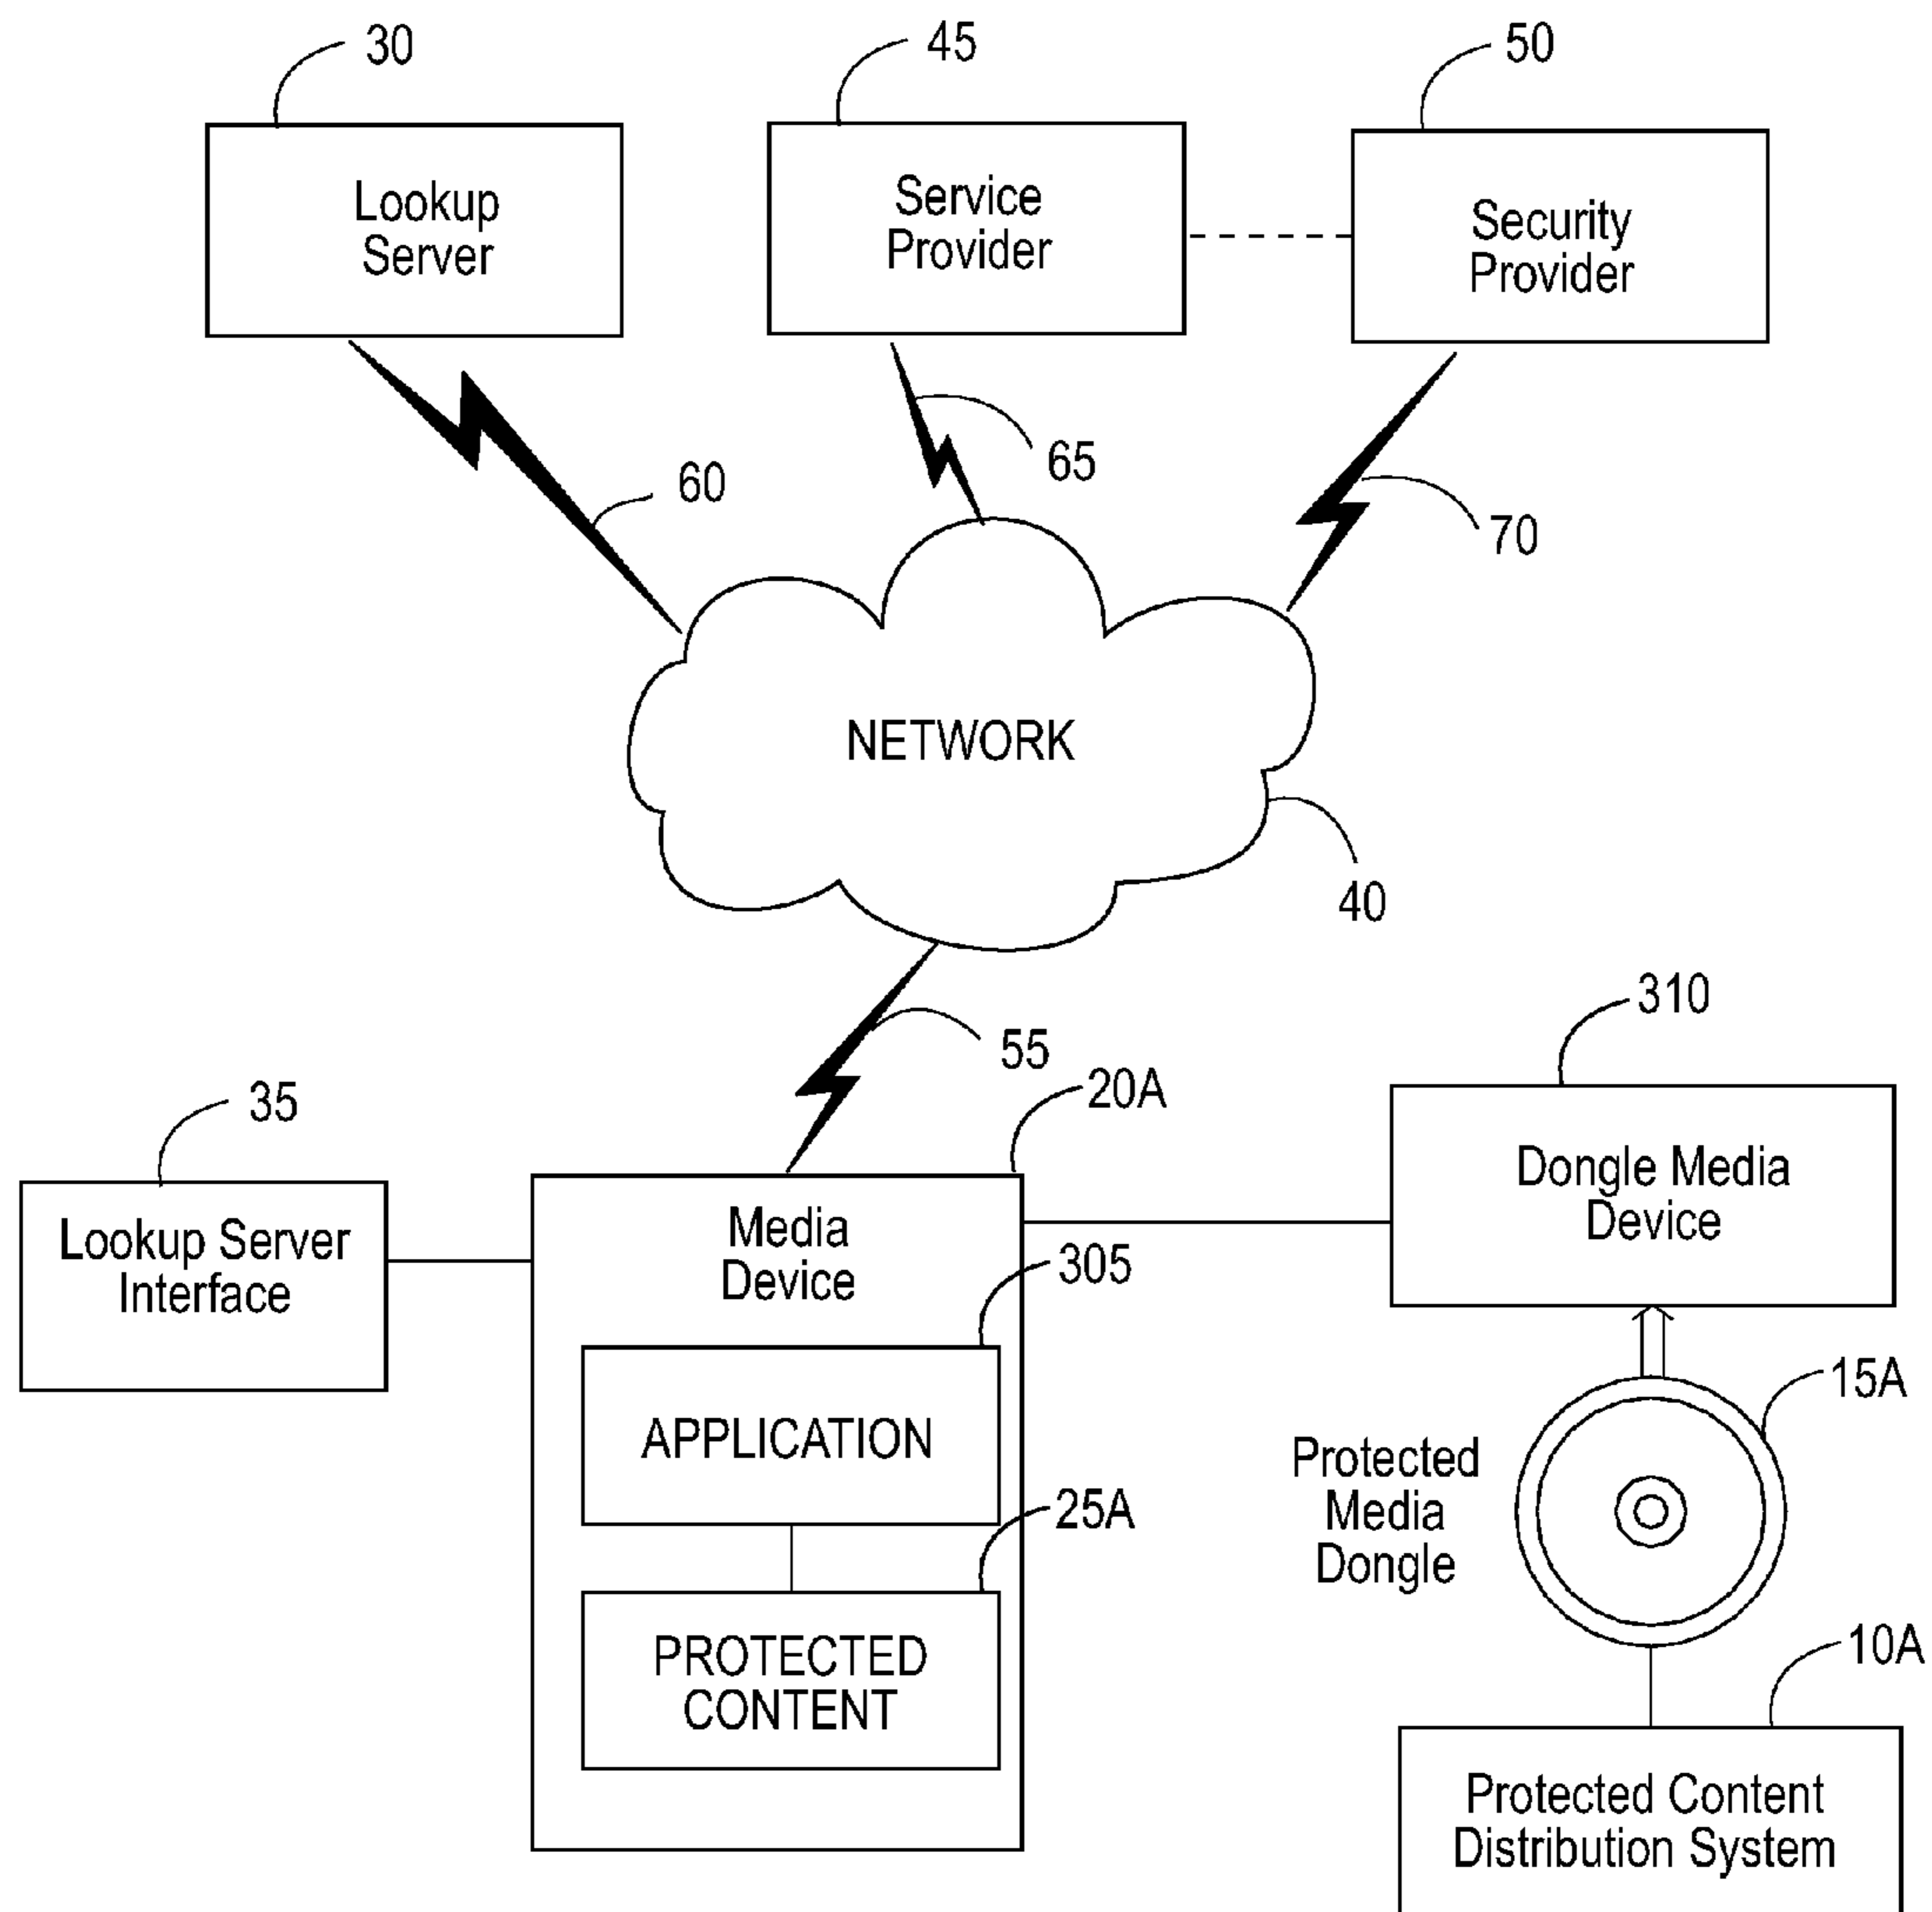 30
45
50
Lookup
Server
Service
Provider
Security
Provider
60
65
70
NETWORK
40
55
310
35
20A
Lookup Server
Interface
Media
Device
305
Dongle Media
Device
APPLICATION
15A
Protected
Media
Dongle
25A
PROTECTED
CONTENT
10A
Protected Content
Distribution System